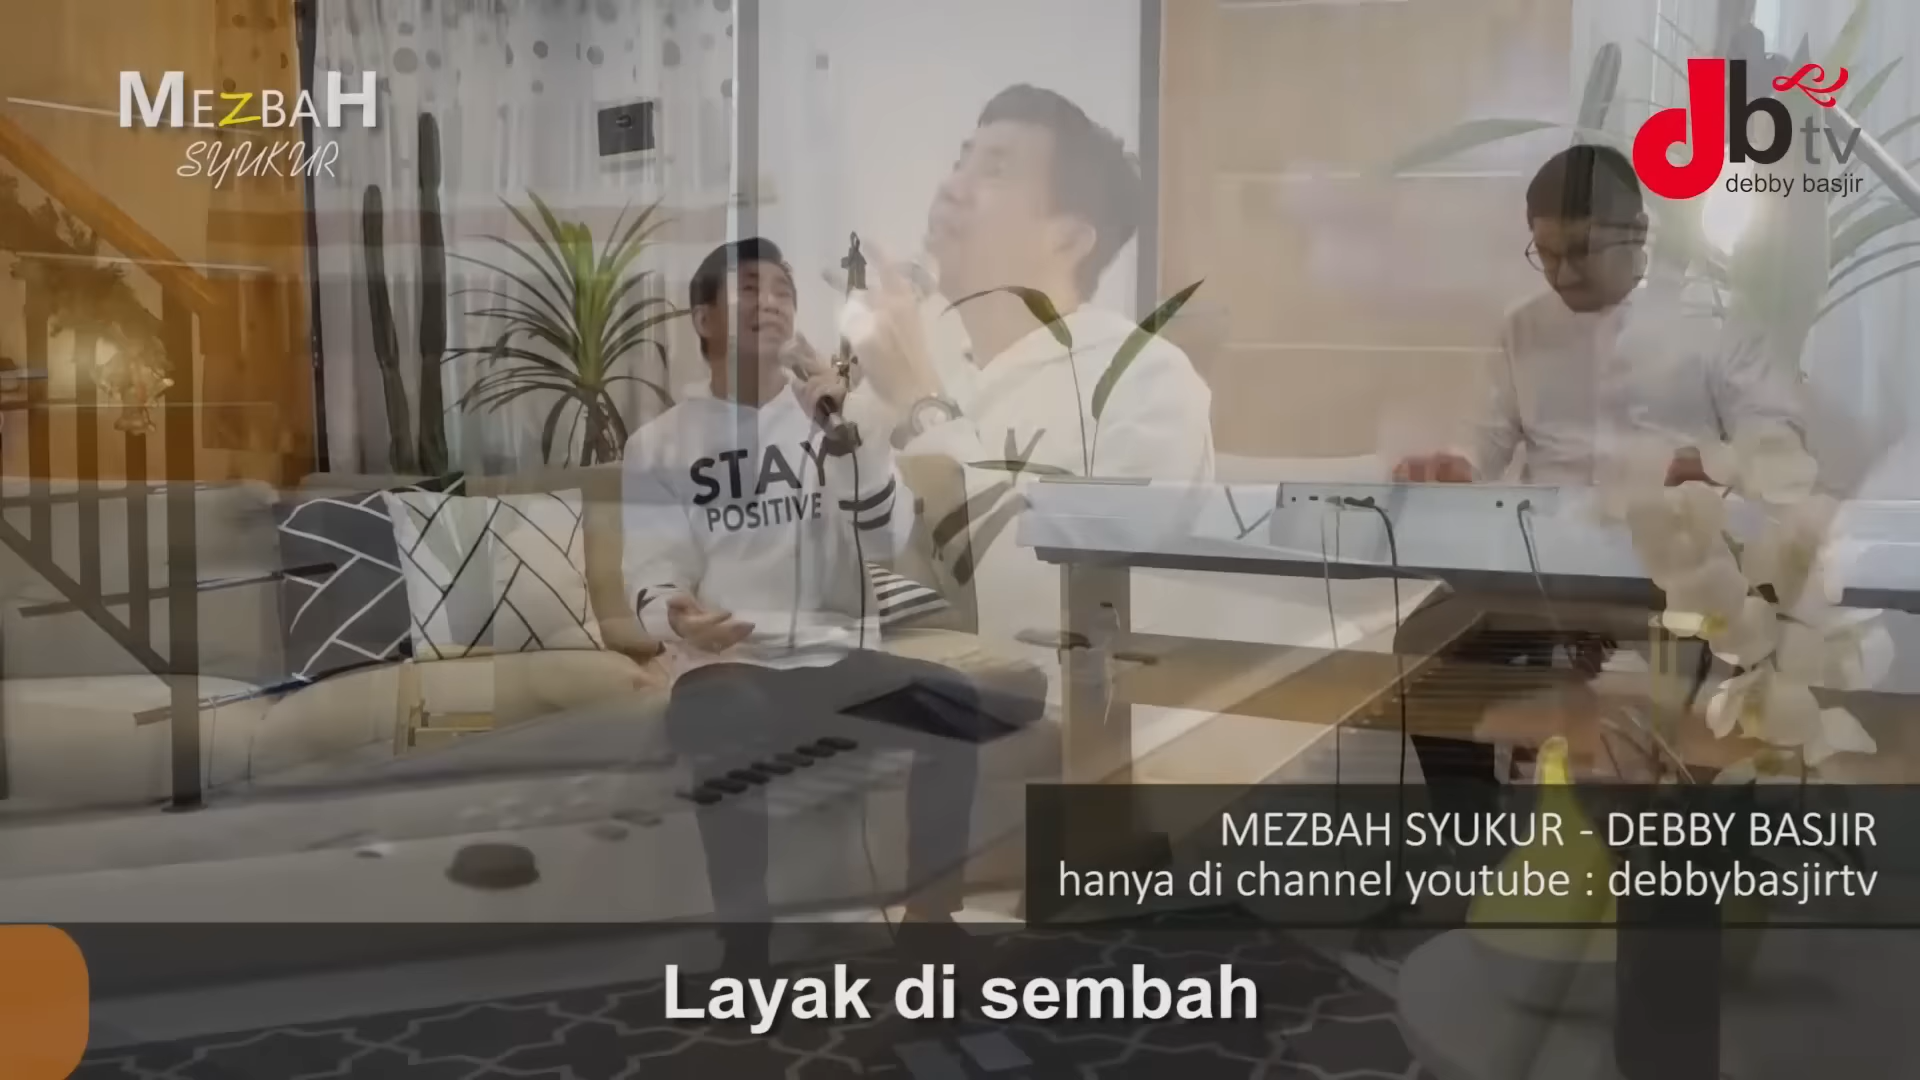 MEZBAH
SYUKUR
db tv
debby basjir
STAY
POSITIVE
MEZBAH SYUKUR - DEBBY BASJIR
hanya di channel youtube : debbybasjirtv
Layak di sembah